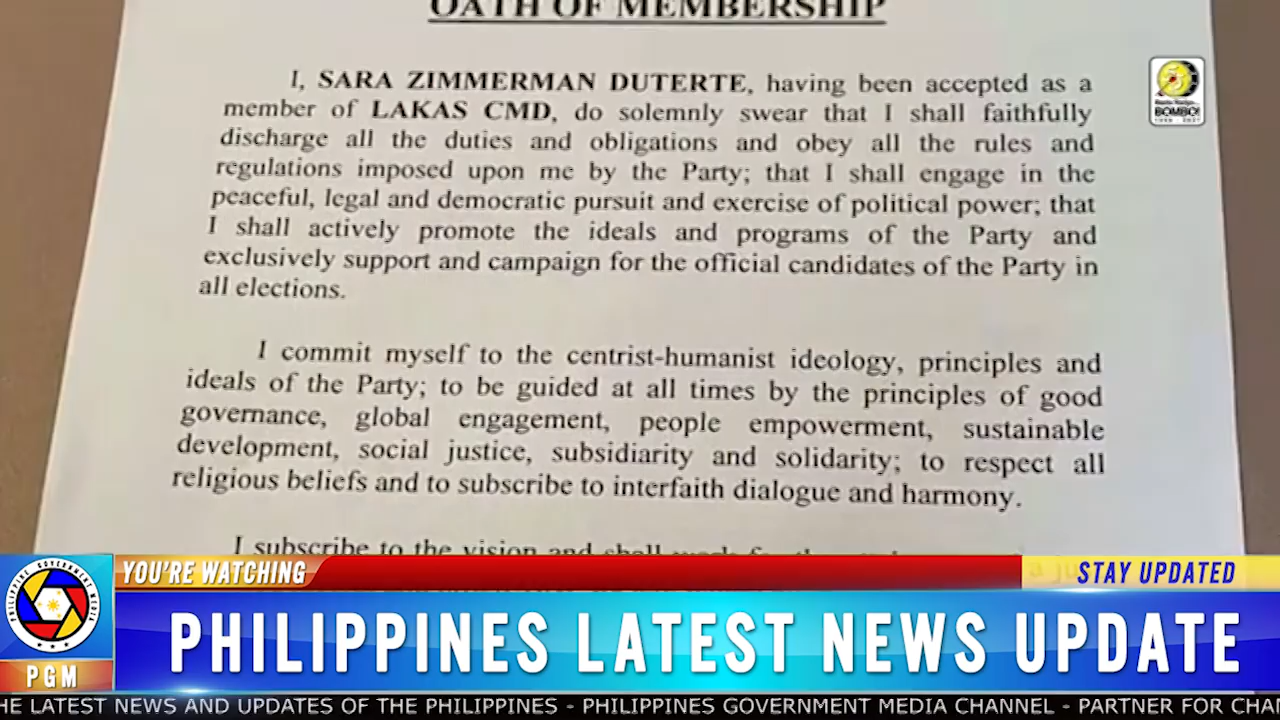 OATH OF MEMBERSHIP
I, SARA ZIMMERMAN DUTERTE, having been accepted as a
member of LAKAS CMD, do solemnly swear that I shall faithfully
discharge all the duties and obligations and obey all the rules and
regulations imposed upon me by the Party; that I shall engage in the
peaceful, legal and democratic pursuit and exercise of political power; that
I shall actively promote the ideals and programs of the Party and
exclusively support and campaign for the official candidates of the Party in
all elections.
I commit myself to the centrist-humanist ideology, principles and
ideals of the Party; to be guided at all times by the principles of good
governance, global engagement, people empowerment, sustainable
development, social justice, subsidiarity and solidarity; to respect all
religious beliefs and to subscribe to interfaith dialogue and harmony.
I subscribe to the vision and shall
BOMBO!
YOU'RE WATCHING
STAY UPDATED
PHILIPPINE GOVERNMENT MEDIA
PGM
PHILIPPINES LATEST NEWS UPDATE
HE LATEST NEWS AND UPDATES OF THE PHILIPPINES - PHILIPPINES GOVERNMENT MEDIA CHANNEL - PARTNER FOR CHA